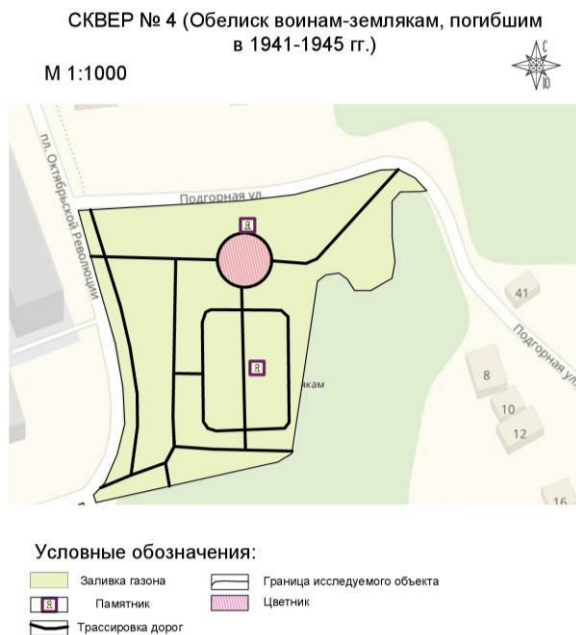 СКВЕР № 4 (Обелиск воинам-землякам, погибшим
в 1941-1945 гг.)
М 1:1000
С
Ю
пл. Октябрьской Революции
Подгорная ул.
41
Подгорная ул.
8
10
12
16
якам
Условные обозначения:
Заливка газона
Граница исследуемого объекта
Памятник
Цветник
Трассировка дорог